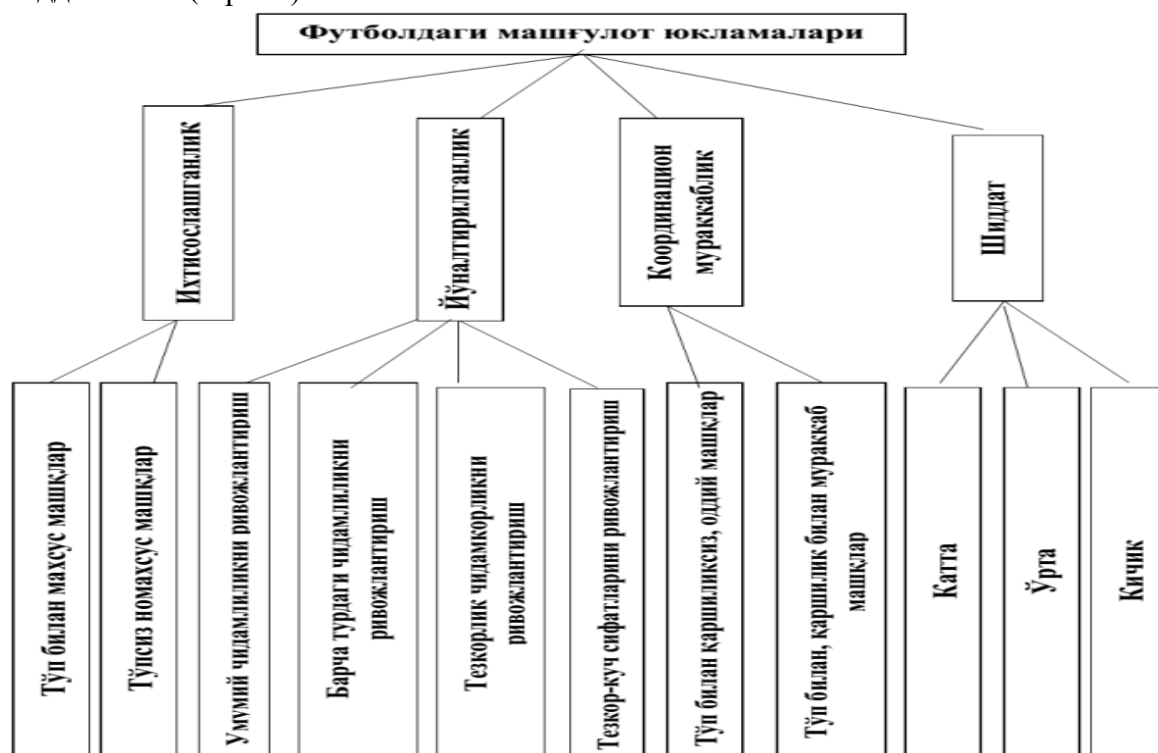 Футболдаги машғулот юкламалари
Ихтисослашганлик
Йўналтирилганлик
Координацион
мураккаблик
Шиддат
Тўп билан махсус машқлар
Тўпсиз номахсус машқлар
Умумий чидамлиликни ривожлантириш
Барча турдаги чидамлиликни
ривожлантириш
Тезкорлик чидамкорликни
ривожлантириш
Тезкор-куч сифатларини ривожлантириш
Тўп билан қаршиликсиз, оддий машқлар
Тўп билан, қаршилик билан мураккаб
машқлар
Катта
Ўрта
Кичик